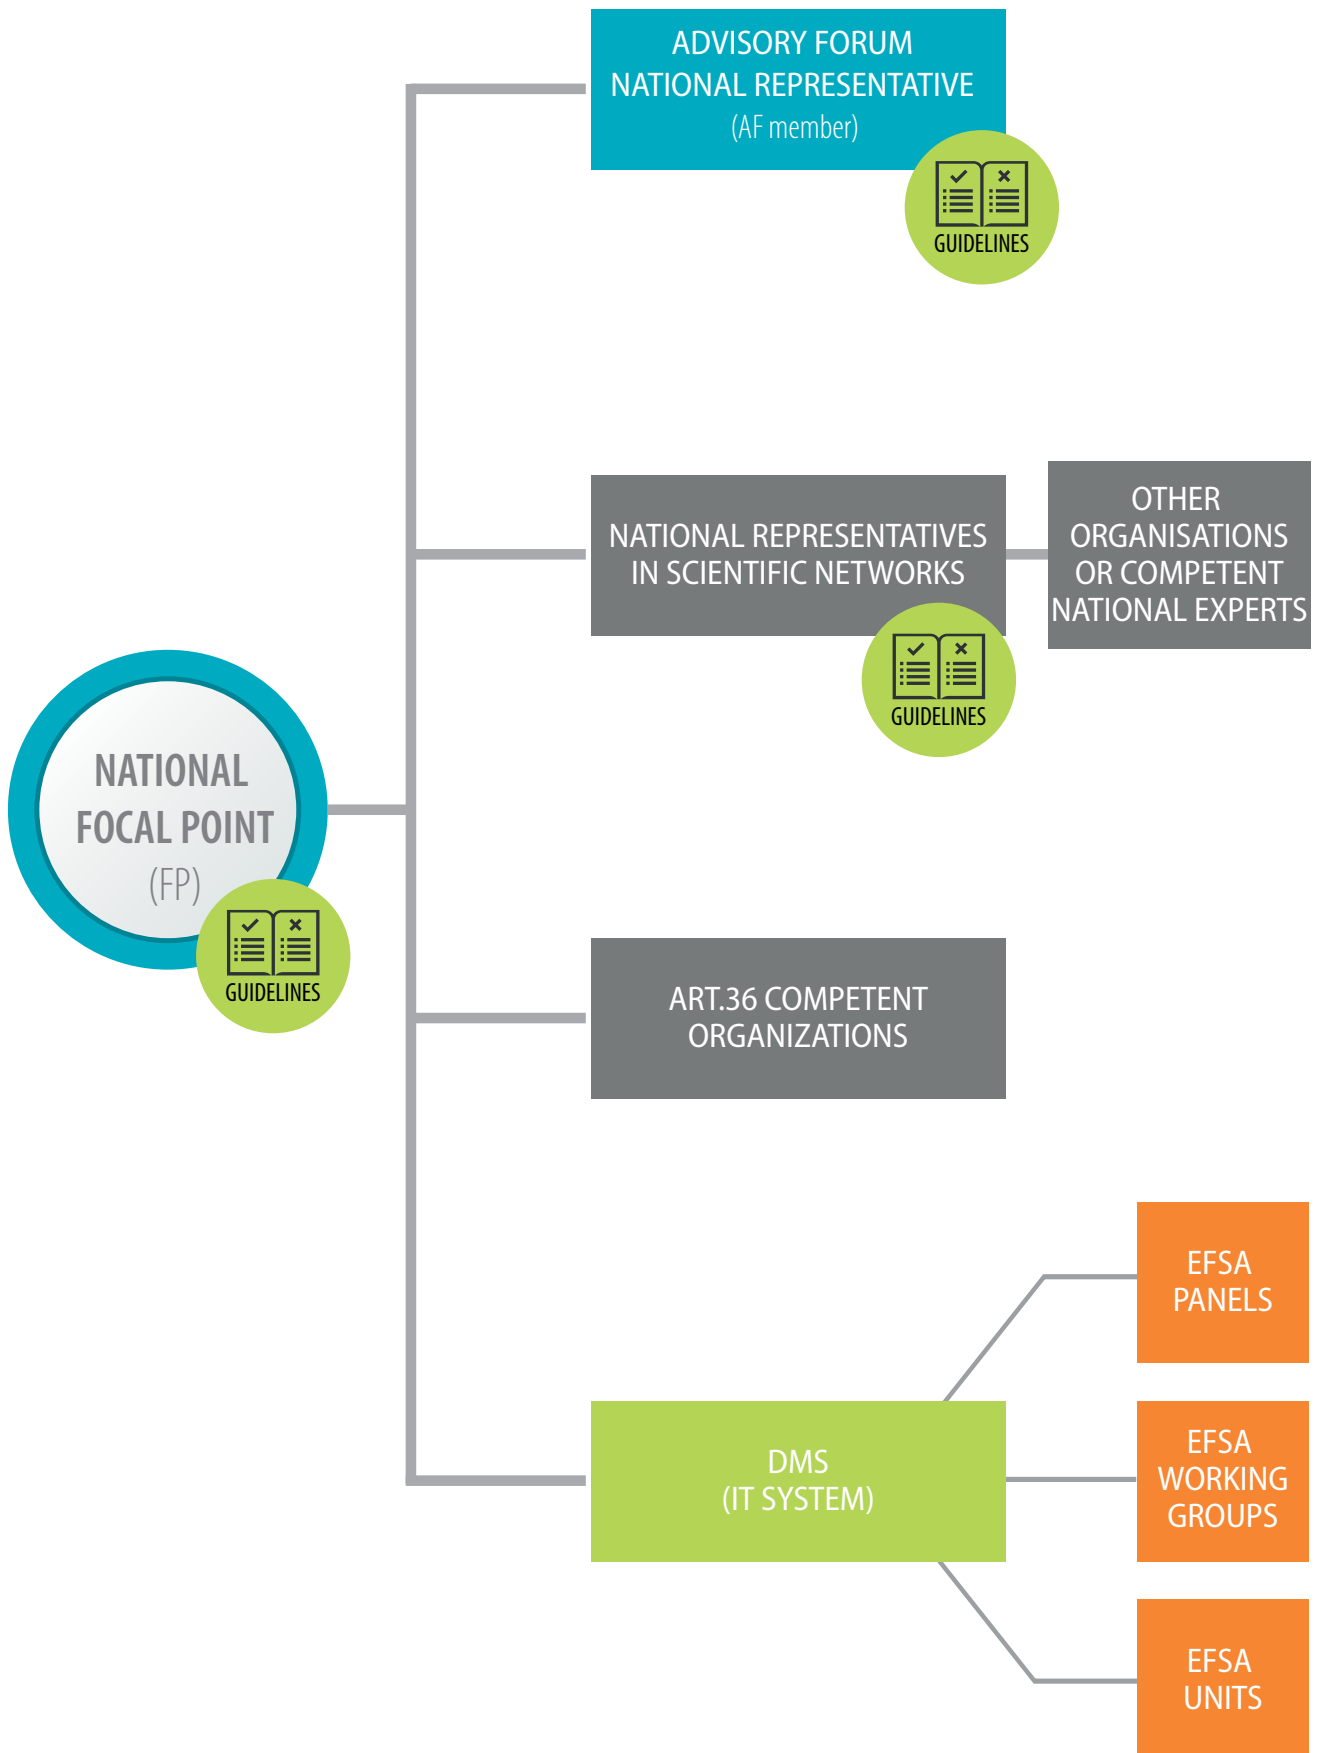 ADVISORY FORUM
NATIONAL REPRESENTATIVE
(AF member)
GUIDELINES
NATIONAL REPRESENTATIVES
IN SCIENTIFIC NETWORKS
GUIDELINES
OTHER
ORGANISATIONS
OR COMPETENT
NATIONAL EXPERTS
NATIONAL
FOCAL POINT
(FP)
GUIDELINES
ART.36 COMPETENT
ORGANIZATIONS
DMS
(IT SYSTEM)
EFSA
PANELS
EFSA
WORKING
GROUPS
EFSA
UNITS